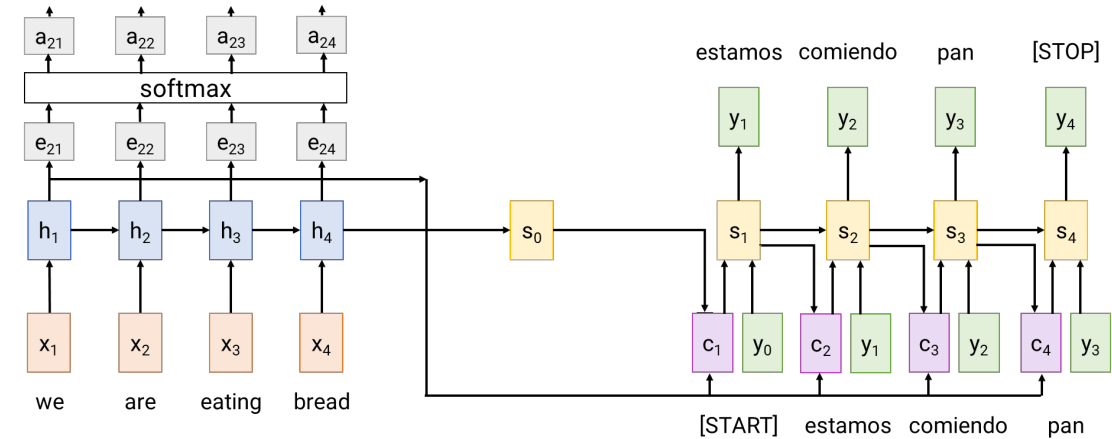 a₂₁ a₂₂ a₂₃ a₂₄
softmax
e₂₁ e₂₂ e₂₃ e₂₄
h₁ h₂ h₃ h₄
x₁ x₂ x₃ x₄
we are eating bread
s₀
estamos comiendo pan [STOP]
y₁ y₂ y₃ y₄
s₁ s₂ s₃ s₄
c₁ y₀ c₂ y₁ c₃ y₂ c₄ y₃
[START] estamos comiendo pan